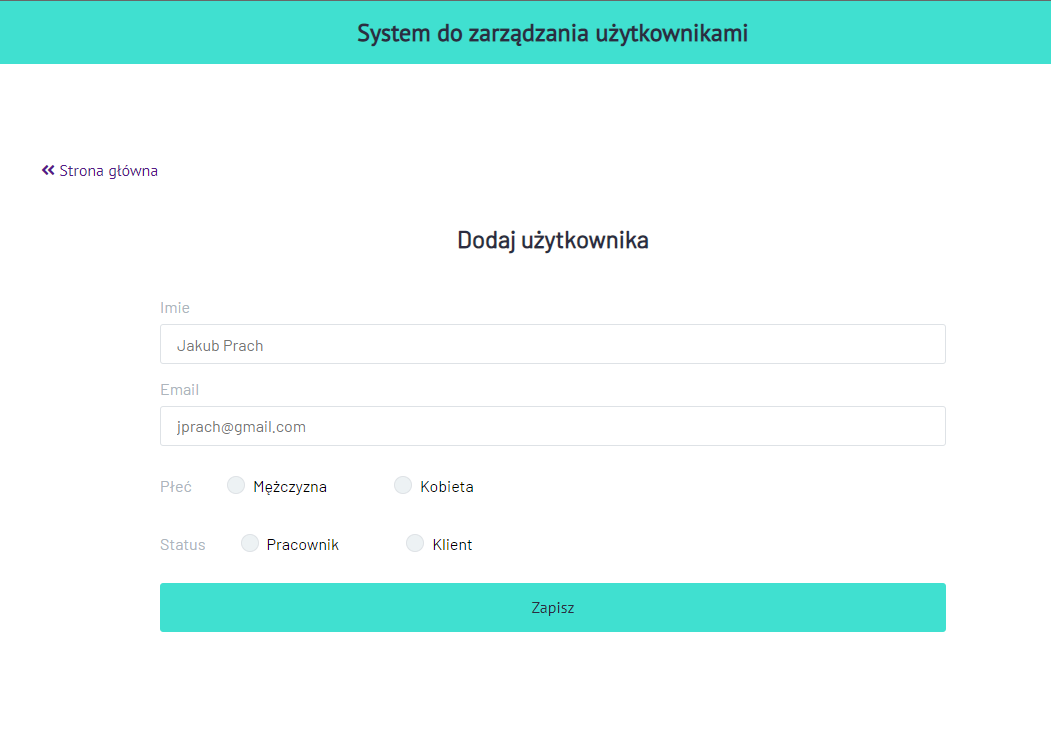 System do zarządzania użytkownikami
Strona główna
Dodaj użytkownika
Imie
Jakub Prach
Email
jprach@gmail.com
Płeć Mężczyzna Kobieta
Status Pracownik Klient
Zapisz